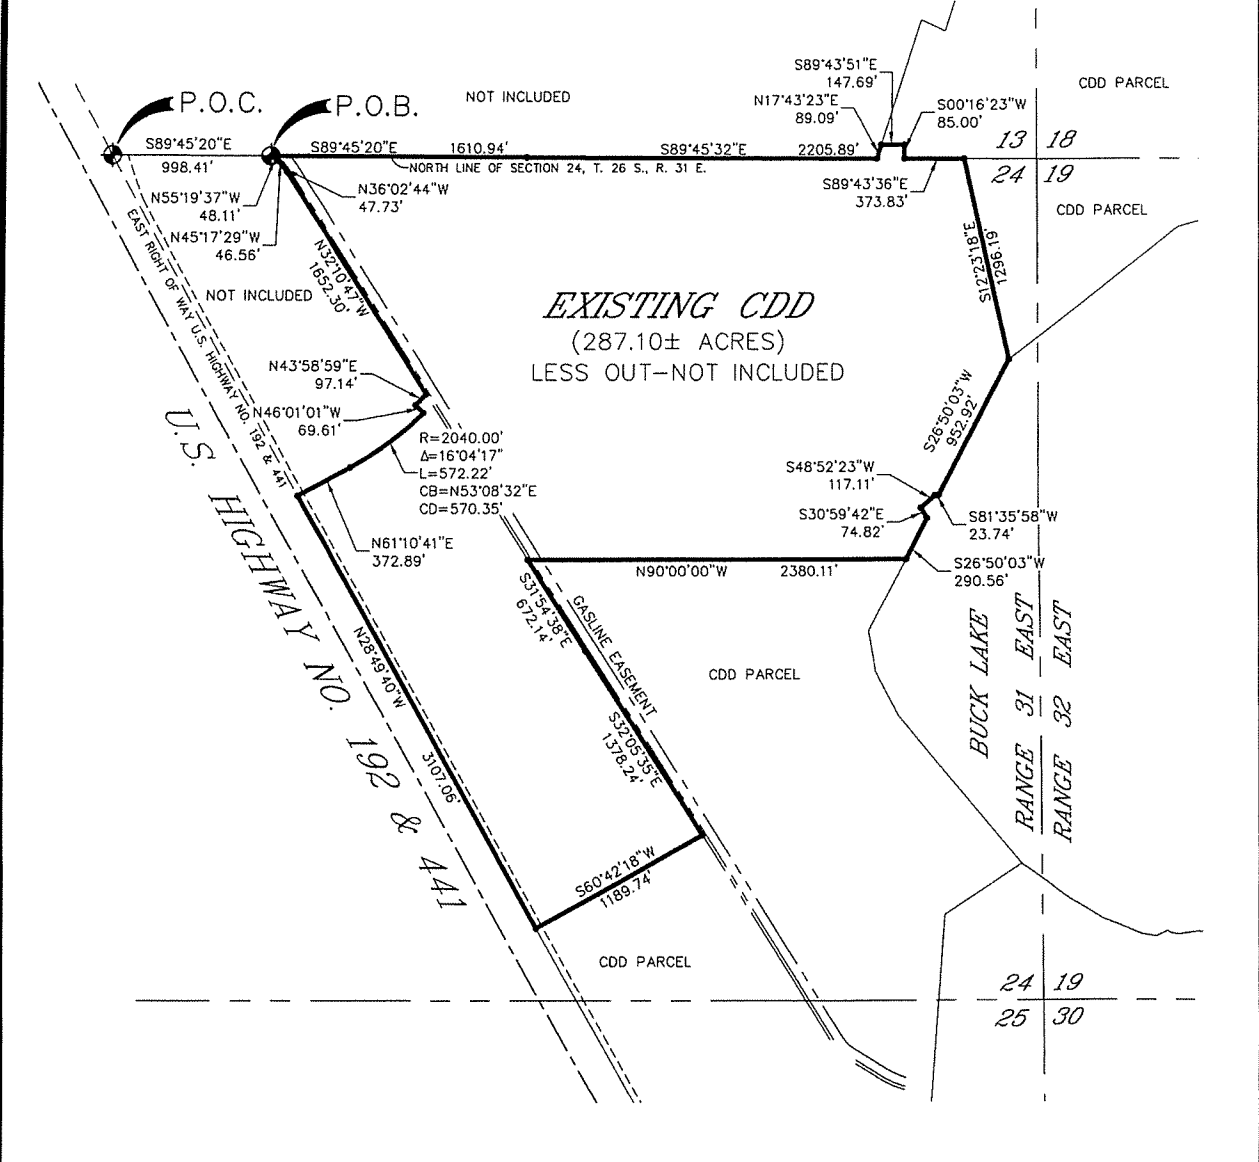 P.O.C.
P.O.B.
NOT INCLUDED
S89°43'51"E
147.69'
CDD PARCEL
N17°43'23"E
89.09'
S00°16'23"W
85.00'
S89°45'20"E
998.41'
S89°45'20"E 1610.94'
S89°45'32"E 2205.89'
NORTH LINE OF SECTION 24, T. 26 S., R. 31 E.
13 18
24 19
S89°43'36"E
373.83'
CDD PARCEL
N55°19'37"W
48.11'
N36°02'44"W
47.73'
N45°17'29"W
46.56'
EAST RIGHT OF WAY U.S. HIGHWAY NO. 192 & 441
NOT INCLUDED
N32°10'47"W
1652.30'
S12°23'18"E
1296.19'
EXISTING CDD
(287.10± ACRES)
LESS OUT-NOT INCLUDED
N43°58'59"E
97.14'
N46°01'01"W
69.61'
R=2040.00'
Δ=16°04'17"
L=572.22'
CB=N53°08'32"E
CD=570.35'
S26°50'03"W
952.92'
S48°52'23"W
117.11'
S30°59'42"E
74.82'
S81°35'58"W
23.74'
S26°50'03"W
290.56'
N61°10'41"E
372.89'
N90°00'00"W 2380.11'
U.S. HIGHWAY NO. 192 & 441
S31°54'38"E
672.14'
GASLINE EASEMENT
N28°49'40"W 3107.06'
CDD PARCEL
BUCK LAKE
RANGE 31 EAST
RANGE 32 EAST
S32°05'35"E
1378.24'
S60°42'18"W
1189.74'
CDD PARCEL
24 19
25 30